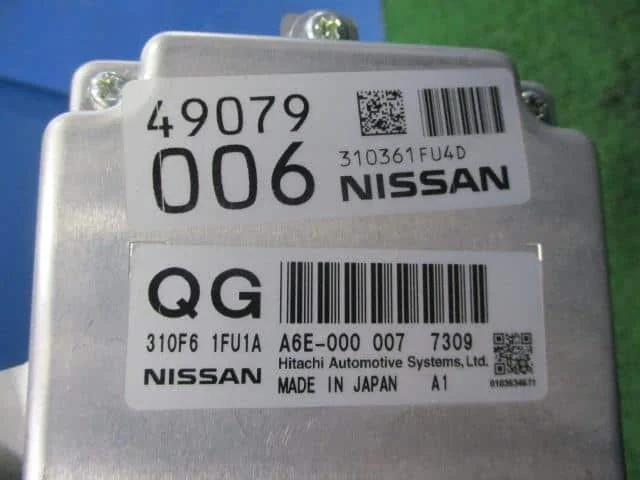 49079
006
310361FU4D
NISSAN
QG
310F6 1FU1A
A6E-000 007 7309
Hitachi Automotive Systems, Ltd.
NISSAN
MADE IN JAPAN A1
0103634671